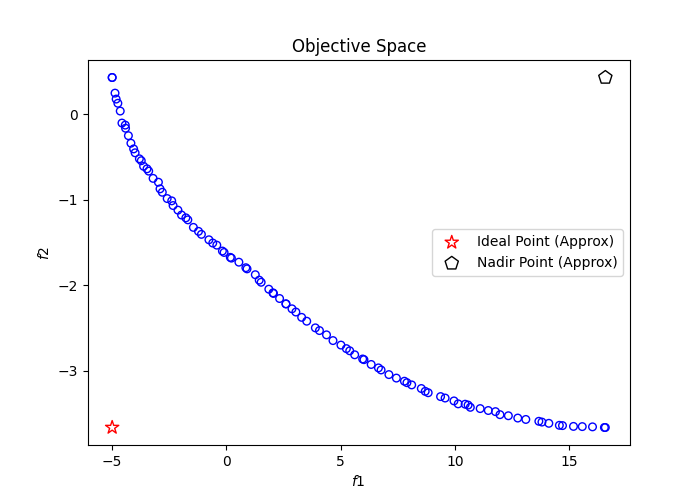 Objective Space
0
−1
−2
−3
f2
Ideal Point (Approx)
Nadir Point (Approx)
−5
0
5
10
15
f1